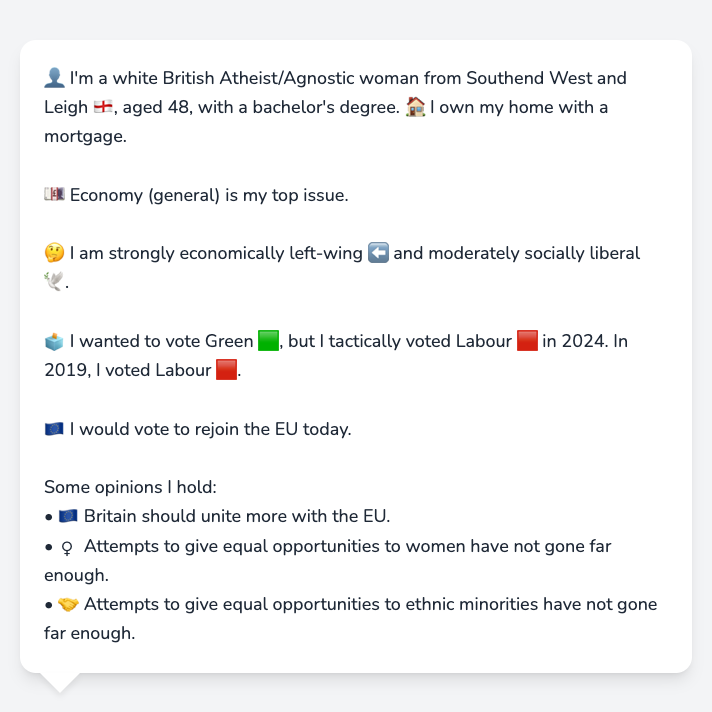 👤 I'm a white British Atheist/Agnostic woman from Southend West and
Leigh 🏴󠁧󠁢󠁥󠁮󠁧󠁿, aged 48, with a bachelor's degree. 🏠 I own my home with a
mortgage.
💷 Economy (general) is my top issue.
🤔 I am strongly economically left-wing ⬅️ and moderately socially liberal
🕊️.
🗳️ I wanted to vote Green 🟩, but I tactically voted Labour 🟥 in 2024. In
2019, I voted Labour 🟥.
🇪🇺 I would vote to rejoin the EU today.
Some opinions I hold:
• 🇪🇺 Britain should unite more with the EU.
• ♀ Attempts to give equal opportunities to women have not gone far
enough.
• 🤝 Attempts to give equal opportunities to ethnic minorities have not gone
far enough.